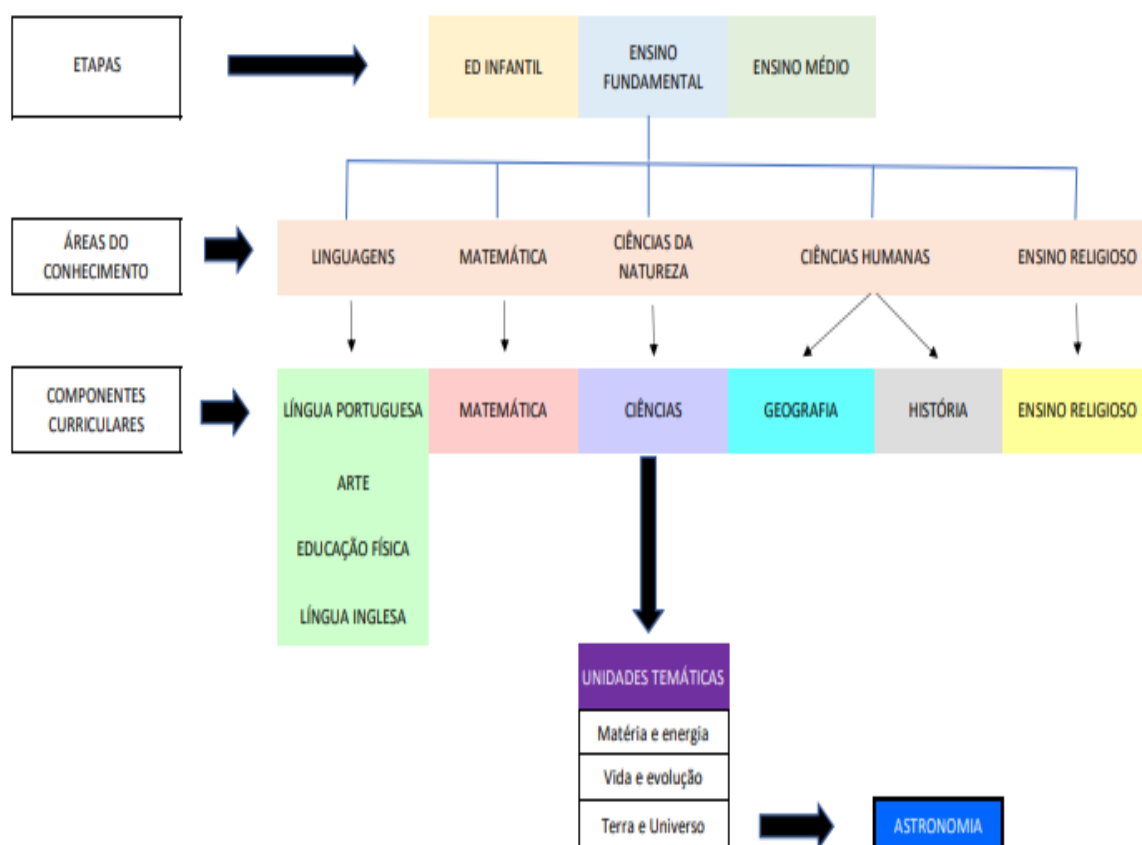 ETAPAS
ED INFANTIL
ENSINO
FUNDAMENTAL
ENSINO MÉDIO
ÁREAS DO
CONHECIMENTO
LINGUAGENS
MATEMÁTICA
CIÊNCIAS DA
NATUREZA
CIÊNCIAS HUMANAS
ENSINO RELIGIOSO
COMPONENTES
CURRICULARES
LÍNGUA PORTUGUESA
MATEMÁTICA
CIÊNCIAS
GEOGRAFIA
HISTÓRIA
ENSINO RELIGIOSO
ARTE
EDUCAÇÃO FÍSICA
LÍNGUA INGLESA
UNIDADES TEMÁTICAS
Matéria e energia
Vida e evolução
Terra e Universo
ASTRONOMIA